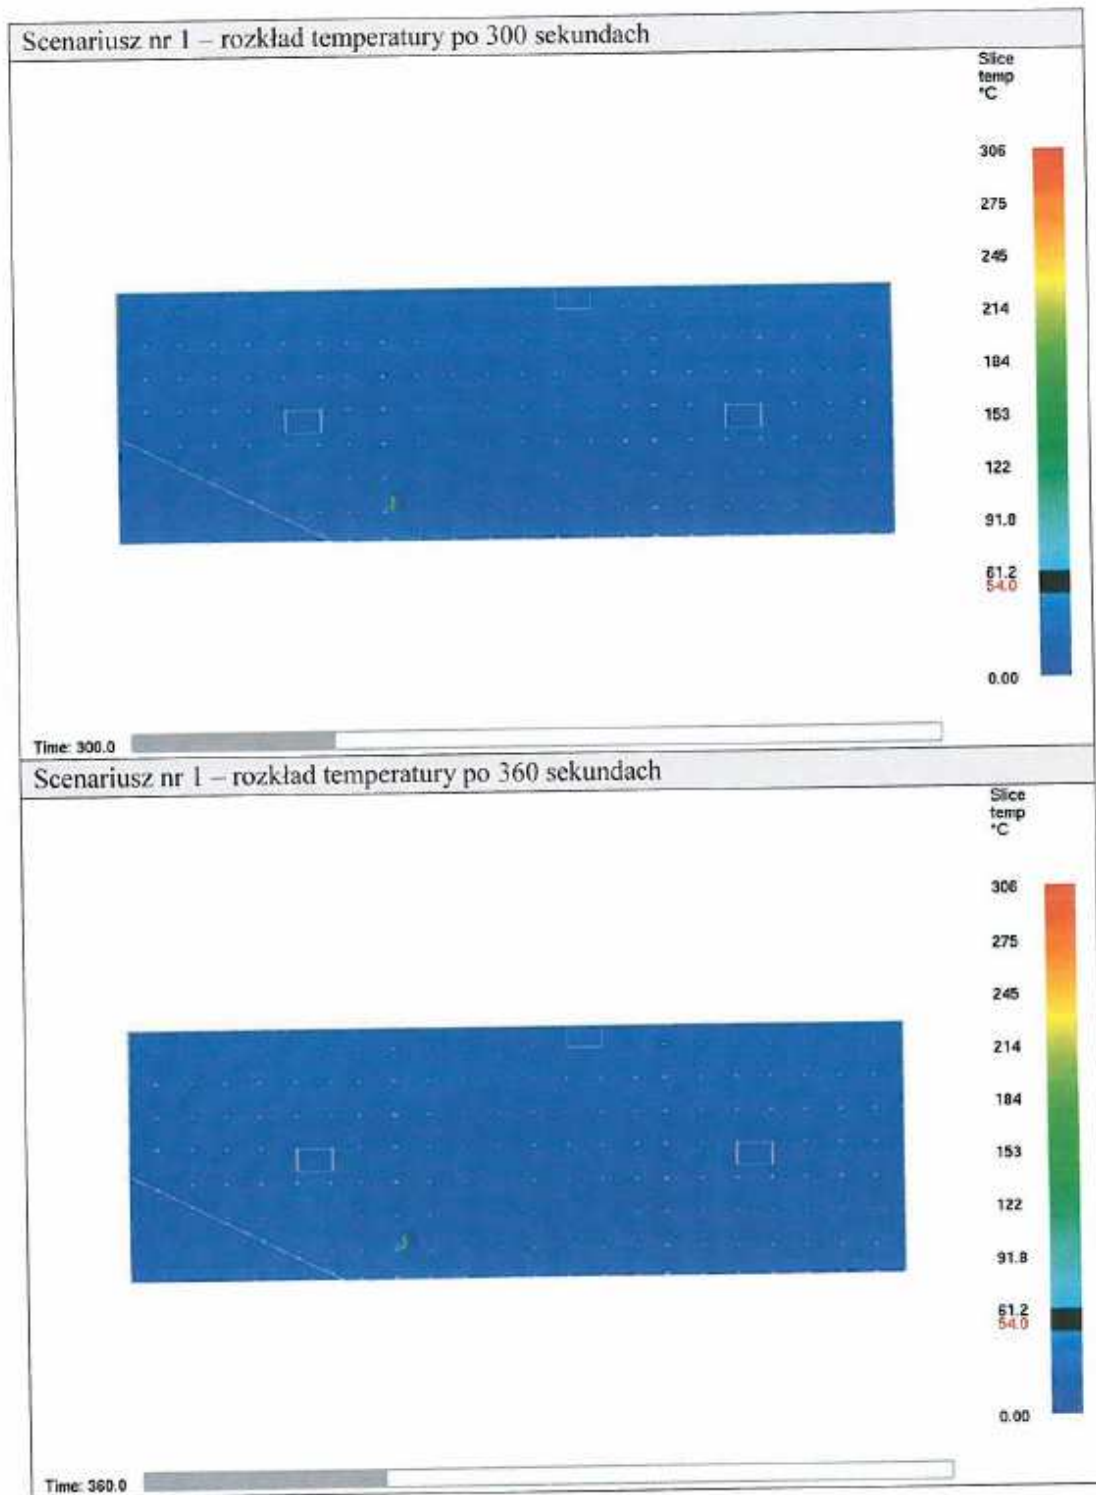 Scenariusz nr 1 – rozkład temperatury po 300 sekundach
Slice
temp
°C
306
275
245
214
184
153
122
91.8
61.2
54.0
0.00
Time: 300.0
Scenariusz nr 1 – rozkład temperatury po 360 sekundach
Slice
temp
°C
306
275
245
214
184
153
122
91.8
61.2
54.0
0.00
Time: 360.0